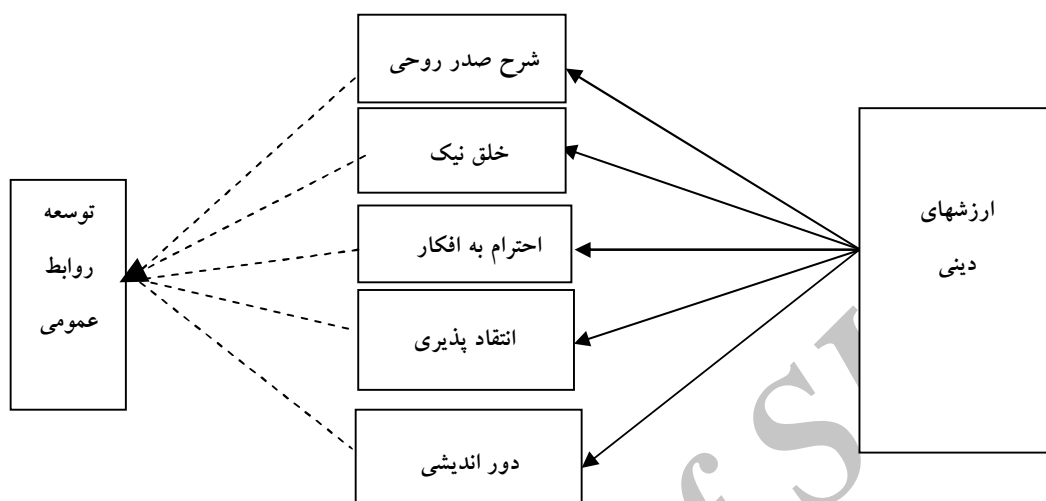 ارزشهای
دینی
شرح صدر روحی
خلق نیک
احترام به افکار
انتقاد پذیری
دور اندیشی
توسعه
روابط
عمومی